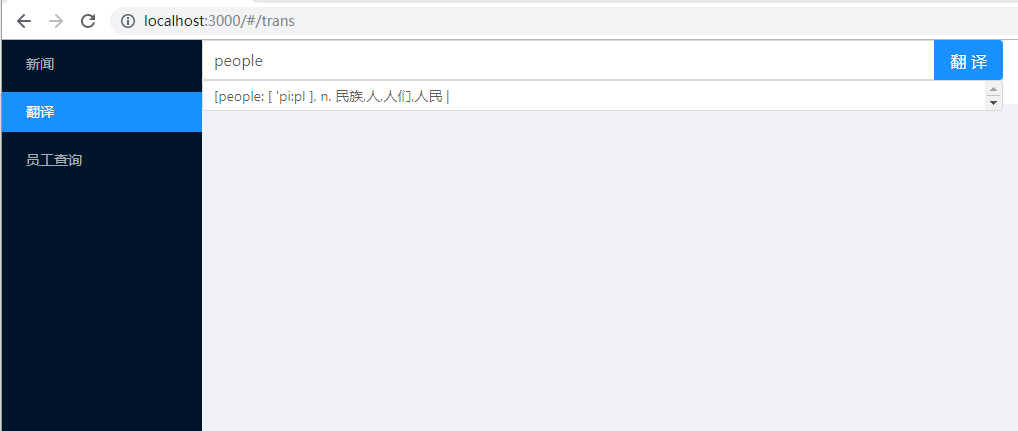 localhost:3000/#/trans
新闻
people
翻 译
[people: [ 'pi:pl ], n. 民族,人,人们,人民 |
翻译
员工查询